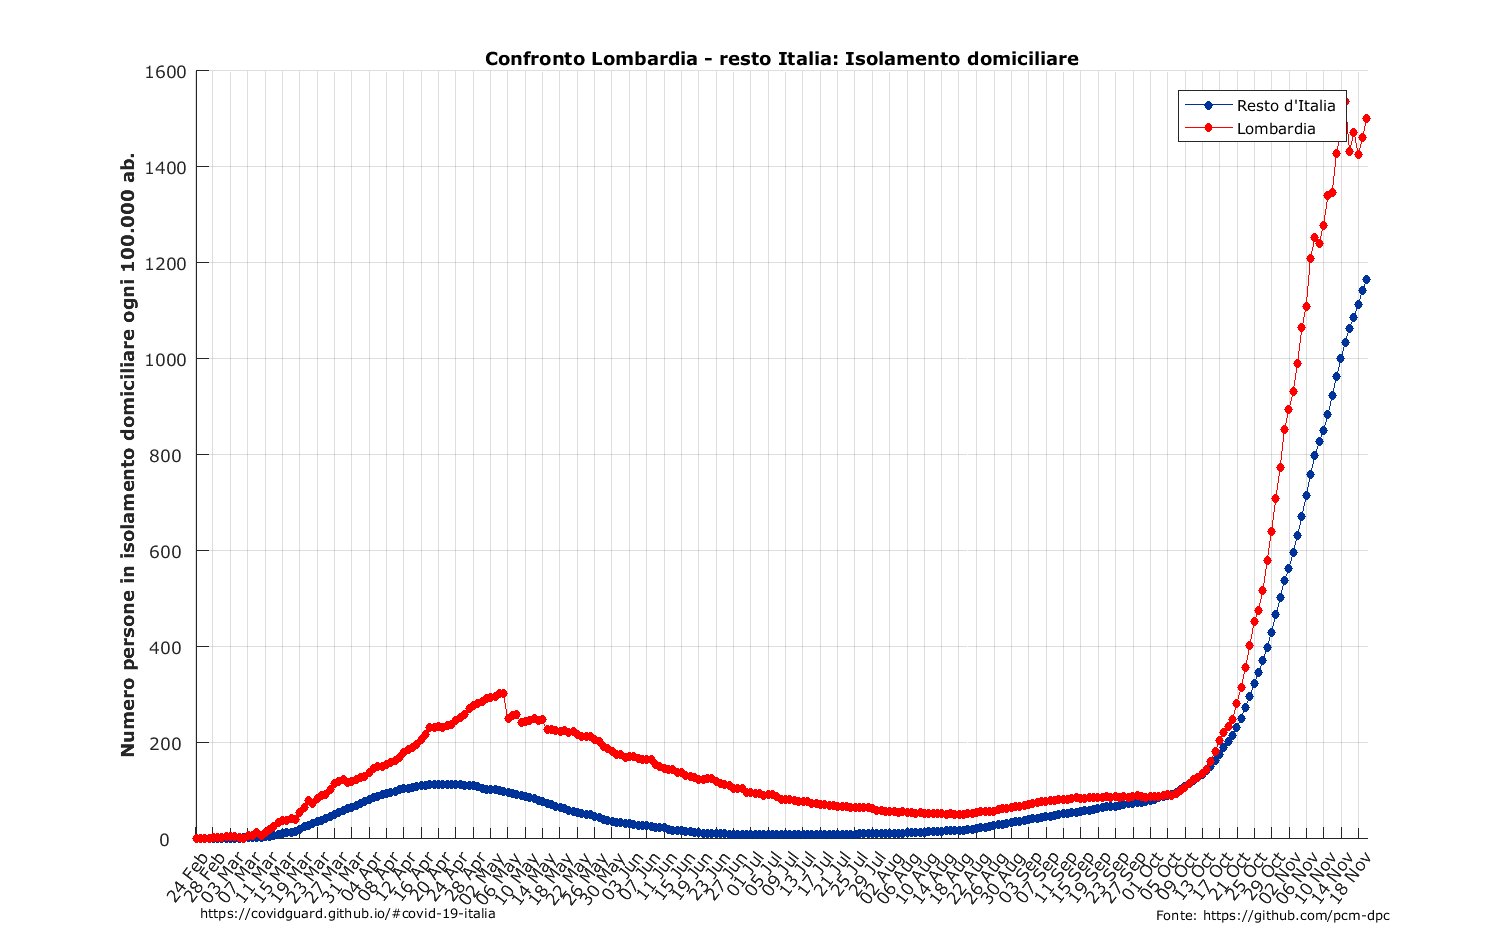 Confronto Lombardia - resto Italia: Isolamento domiciliare
Numero persone in isolamento domiciliare ogni 100.000 ab.
1600
1400
1200
1000
800
600
400
200
0
Resto d'Italia
Lombardia
24 Feb
28 Feb
03 Mar
07 Mar
11 Mar
15 Mar
19 Mar
23 Mar
27 Mar
31 Mar
04 Apr
08 Apr
12 Apr
16 Apr
20 Apr
24 Apr
28 Apr
02 May
06 May
10 May
14 May
18 May
22 May
26 May
30 May
03 Jun
07 Jun
11 Jun
15 Jun
19 Jun
23 Jun
27 Jun
01 Jul
05 Jul
09 Jul
13 Jul
17 Jul
21 Jul
25 Jul
29 Jul
02 Aug
06 Aug
10 Aug
14 Aug
18 Aug
22 Aug
26 Aug
30 Aug
03 Sep
07 Sep
11 Sep
15 Sep
19 Sep
23 Sep
27 Sep
01 Oct
05 Oct
09 Oct
13 Oct
17 Oct
21 Oct
25 Oct
29 Oct
02 Nov
06 Nov
10 Nov
14 Nov
18 Nov
https://covidguard.github.io/#covid-19-italia
Fonte: https://github.com/pcm-dpc